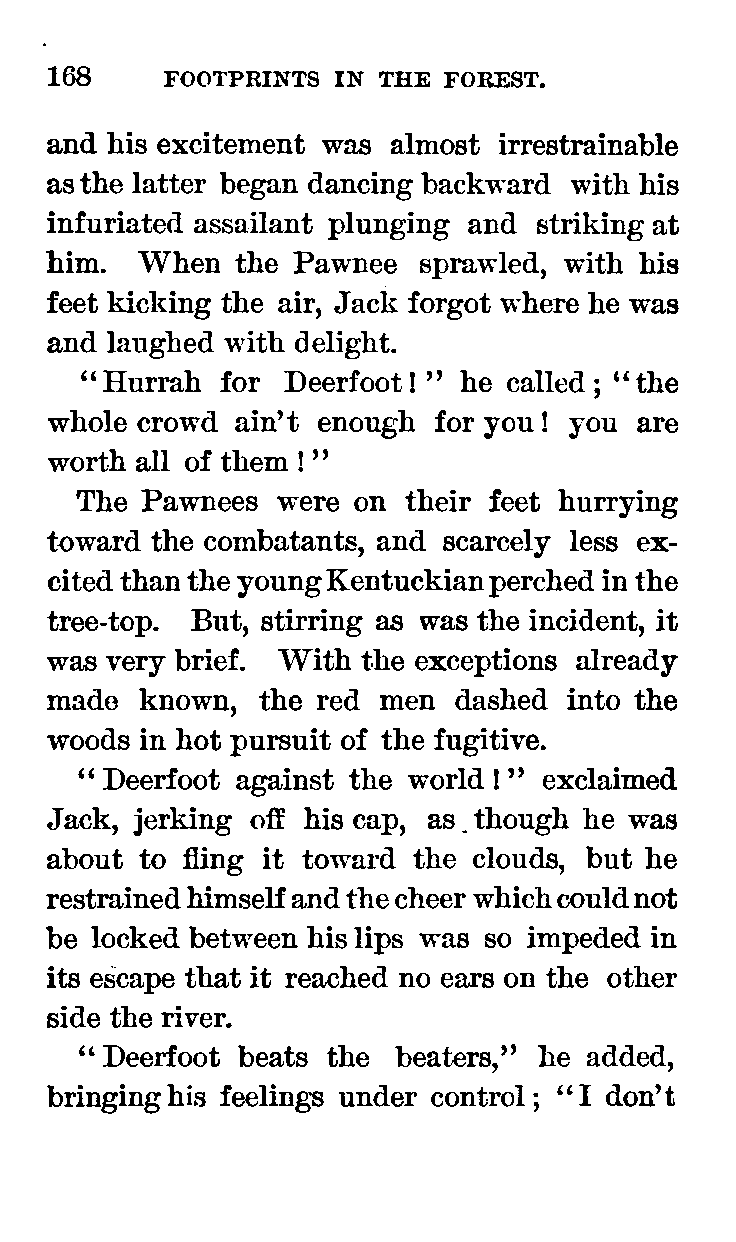 168 FOOTPRINTS IN THE FOREST.
and his excitement was almost irrestrainable
as the latter began dancing backward with his
infuriated assailant plunging and striking at
him. When the Pawnee sprawled, with his
feet kicking the air, Jack forgot where he was
and laughed with delight.
"Hurrah for Deerfoot!" he called; "the
whole crowd ain't enough for you! you are
worth all of them!"
The Pawnees were on their feet hurrying
toward the combatants, and scarcely less ex-
cited than the young Kentuckian perched in the
tree-top. But, stirring as was the incident, it
was very brief. With the exceptions already
made known, the red men dashed into the
woods in hot pursuit of the fugitive.
"Deerfoot against the world!" exclaimed
Jack, jerking off his cap, as though he was
about to fling it toward the clouds, but he
restrained himself and the cheer which could not
be locked between his lips was so impeded in
its escape that it reached no ears on the other
side the river.
"Deerfoot beats the beaters," he added,
bringing his feelings under control; "I don't